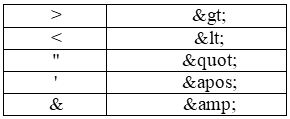 > &gt;
< &lt;
" &quot;
' &apos;
& &amp;